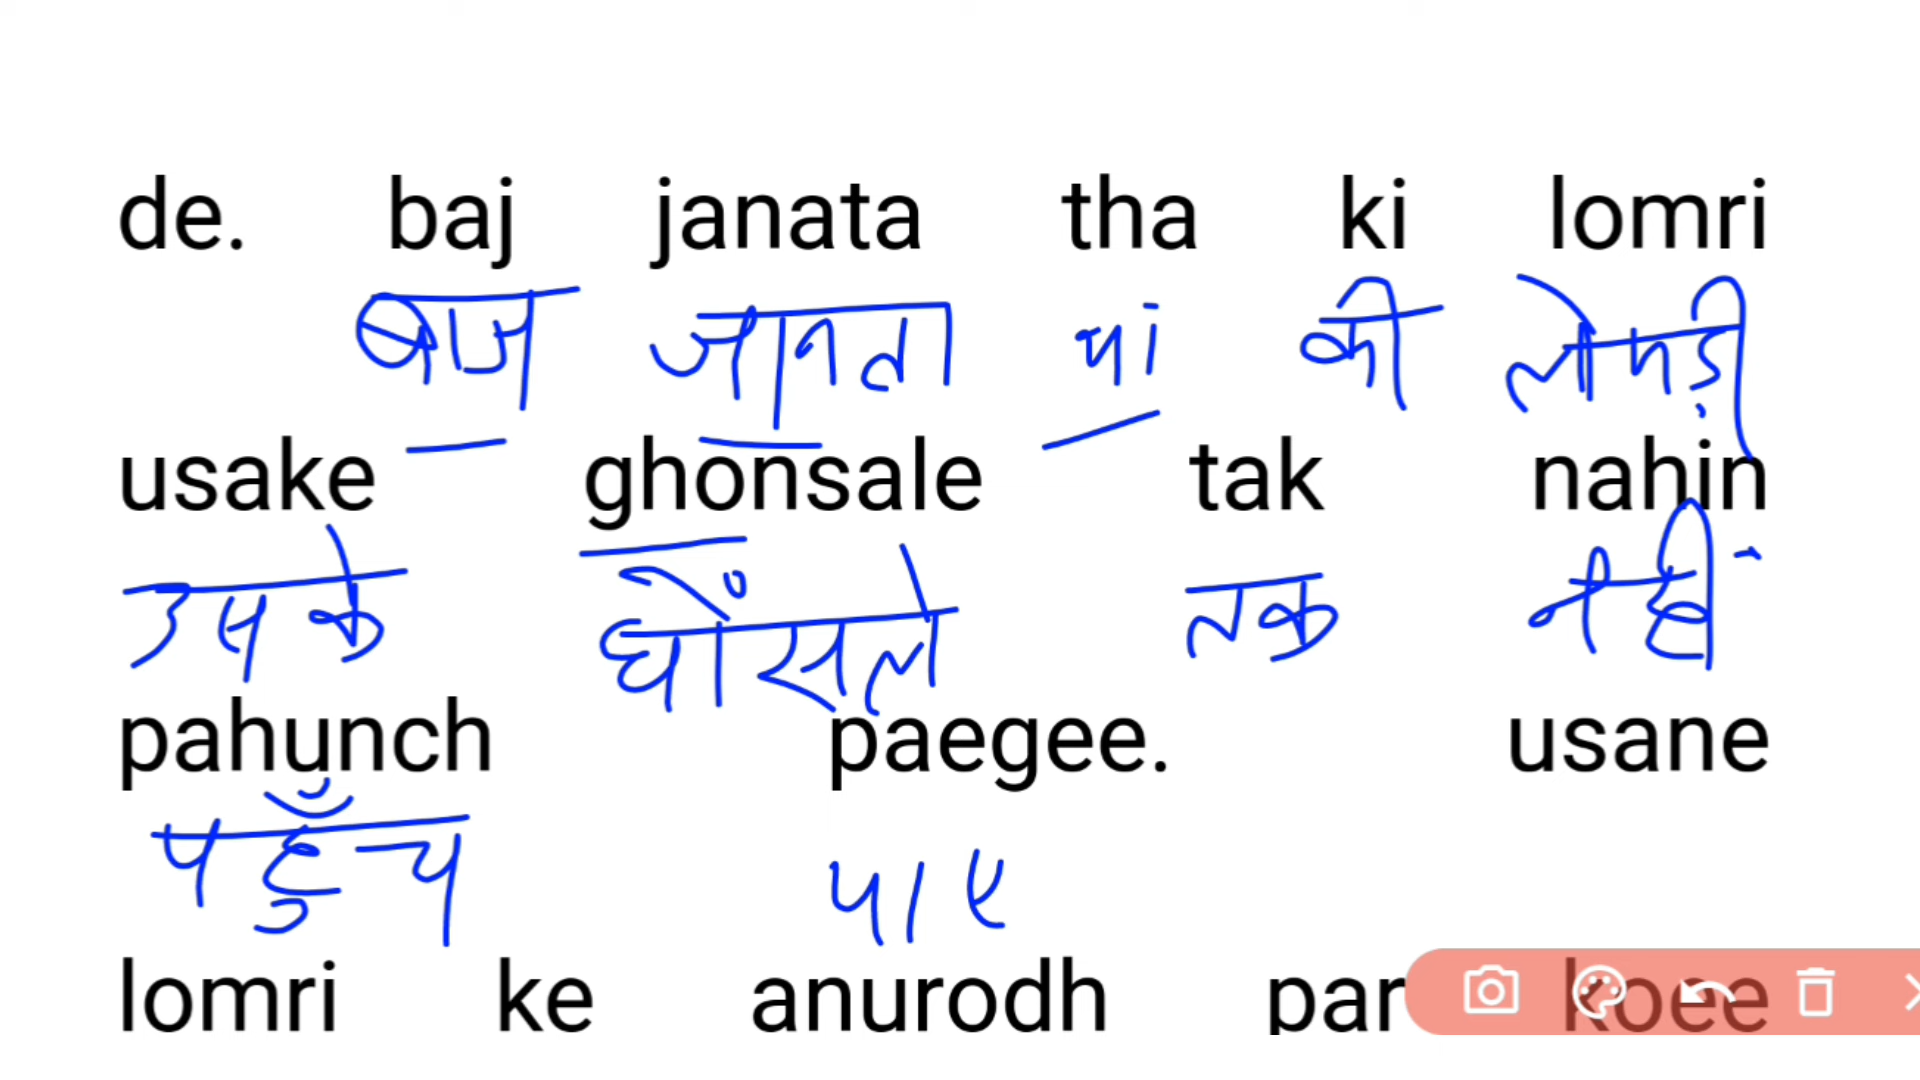 de. baj janata tha ki lomri
बाज जानता था की लोमड़ी
usake ghonsale tak nahin
उसके घोंसले तक नहीं
pahunch paegee. usane
पहुँच पाए
lomri ke anurodh par koee